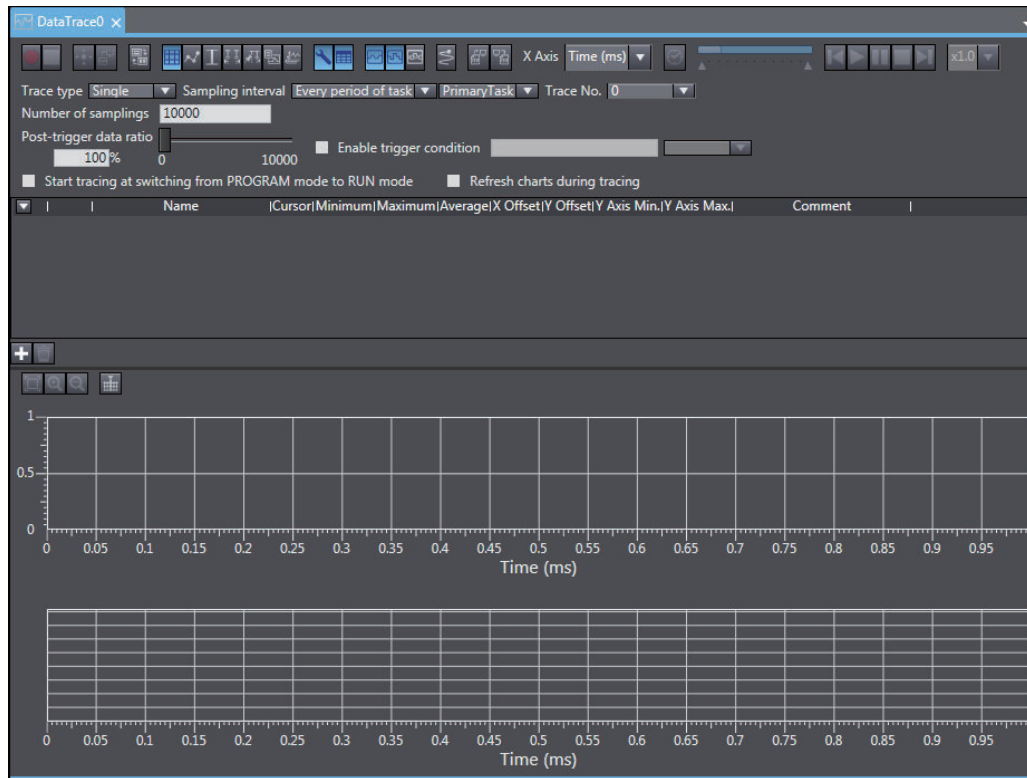 DataTrace0 ×
X Axis Time (ms) x1.0
Trace type Single Sampling interval Every period of task PrimaryTask Trace No. 0
Number of samplings 10000
Post-trigger data ratio
100 % 0 10000 Enable trigger condition
Start tracing at switching from PROGRAM mode to RUN mode Refresh charts during tracing
Name |Cursor|Minimum|Maximum|Average|X Offset|Y Offset|Y Axis Min.|Y Axis Max.| Comment
1
0.5
0
0 0.05 0.1 0.15 0.2 0.25 0.3 0.35 0.4 0.45 0.5 0.55 0.6 0.65 0.7 0.75 0.8 0.85 0.9 0.95
Time (ms)
0 0.05 0.1 0.15 0.2 0.25 0.3 0.35 0.4 0.45 0.5 0.55 0.6 0.65 0.7 0.75 0.8 0.85 0.9 0.95
Time (ms)